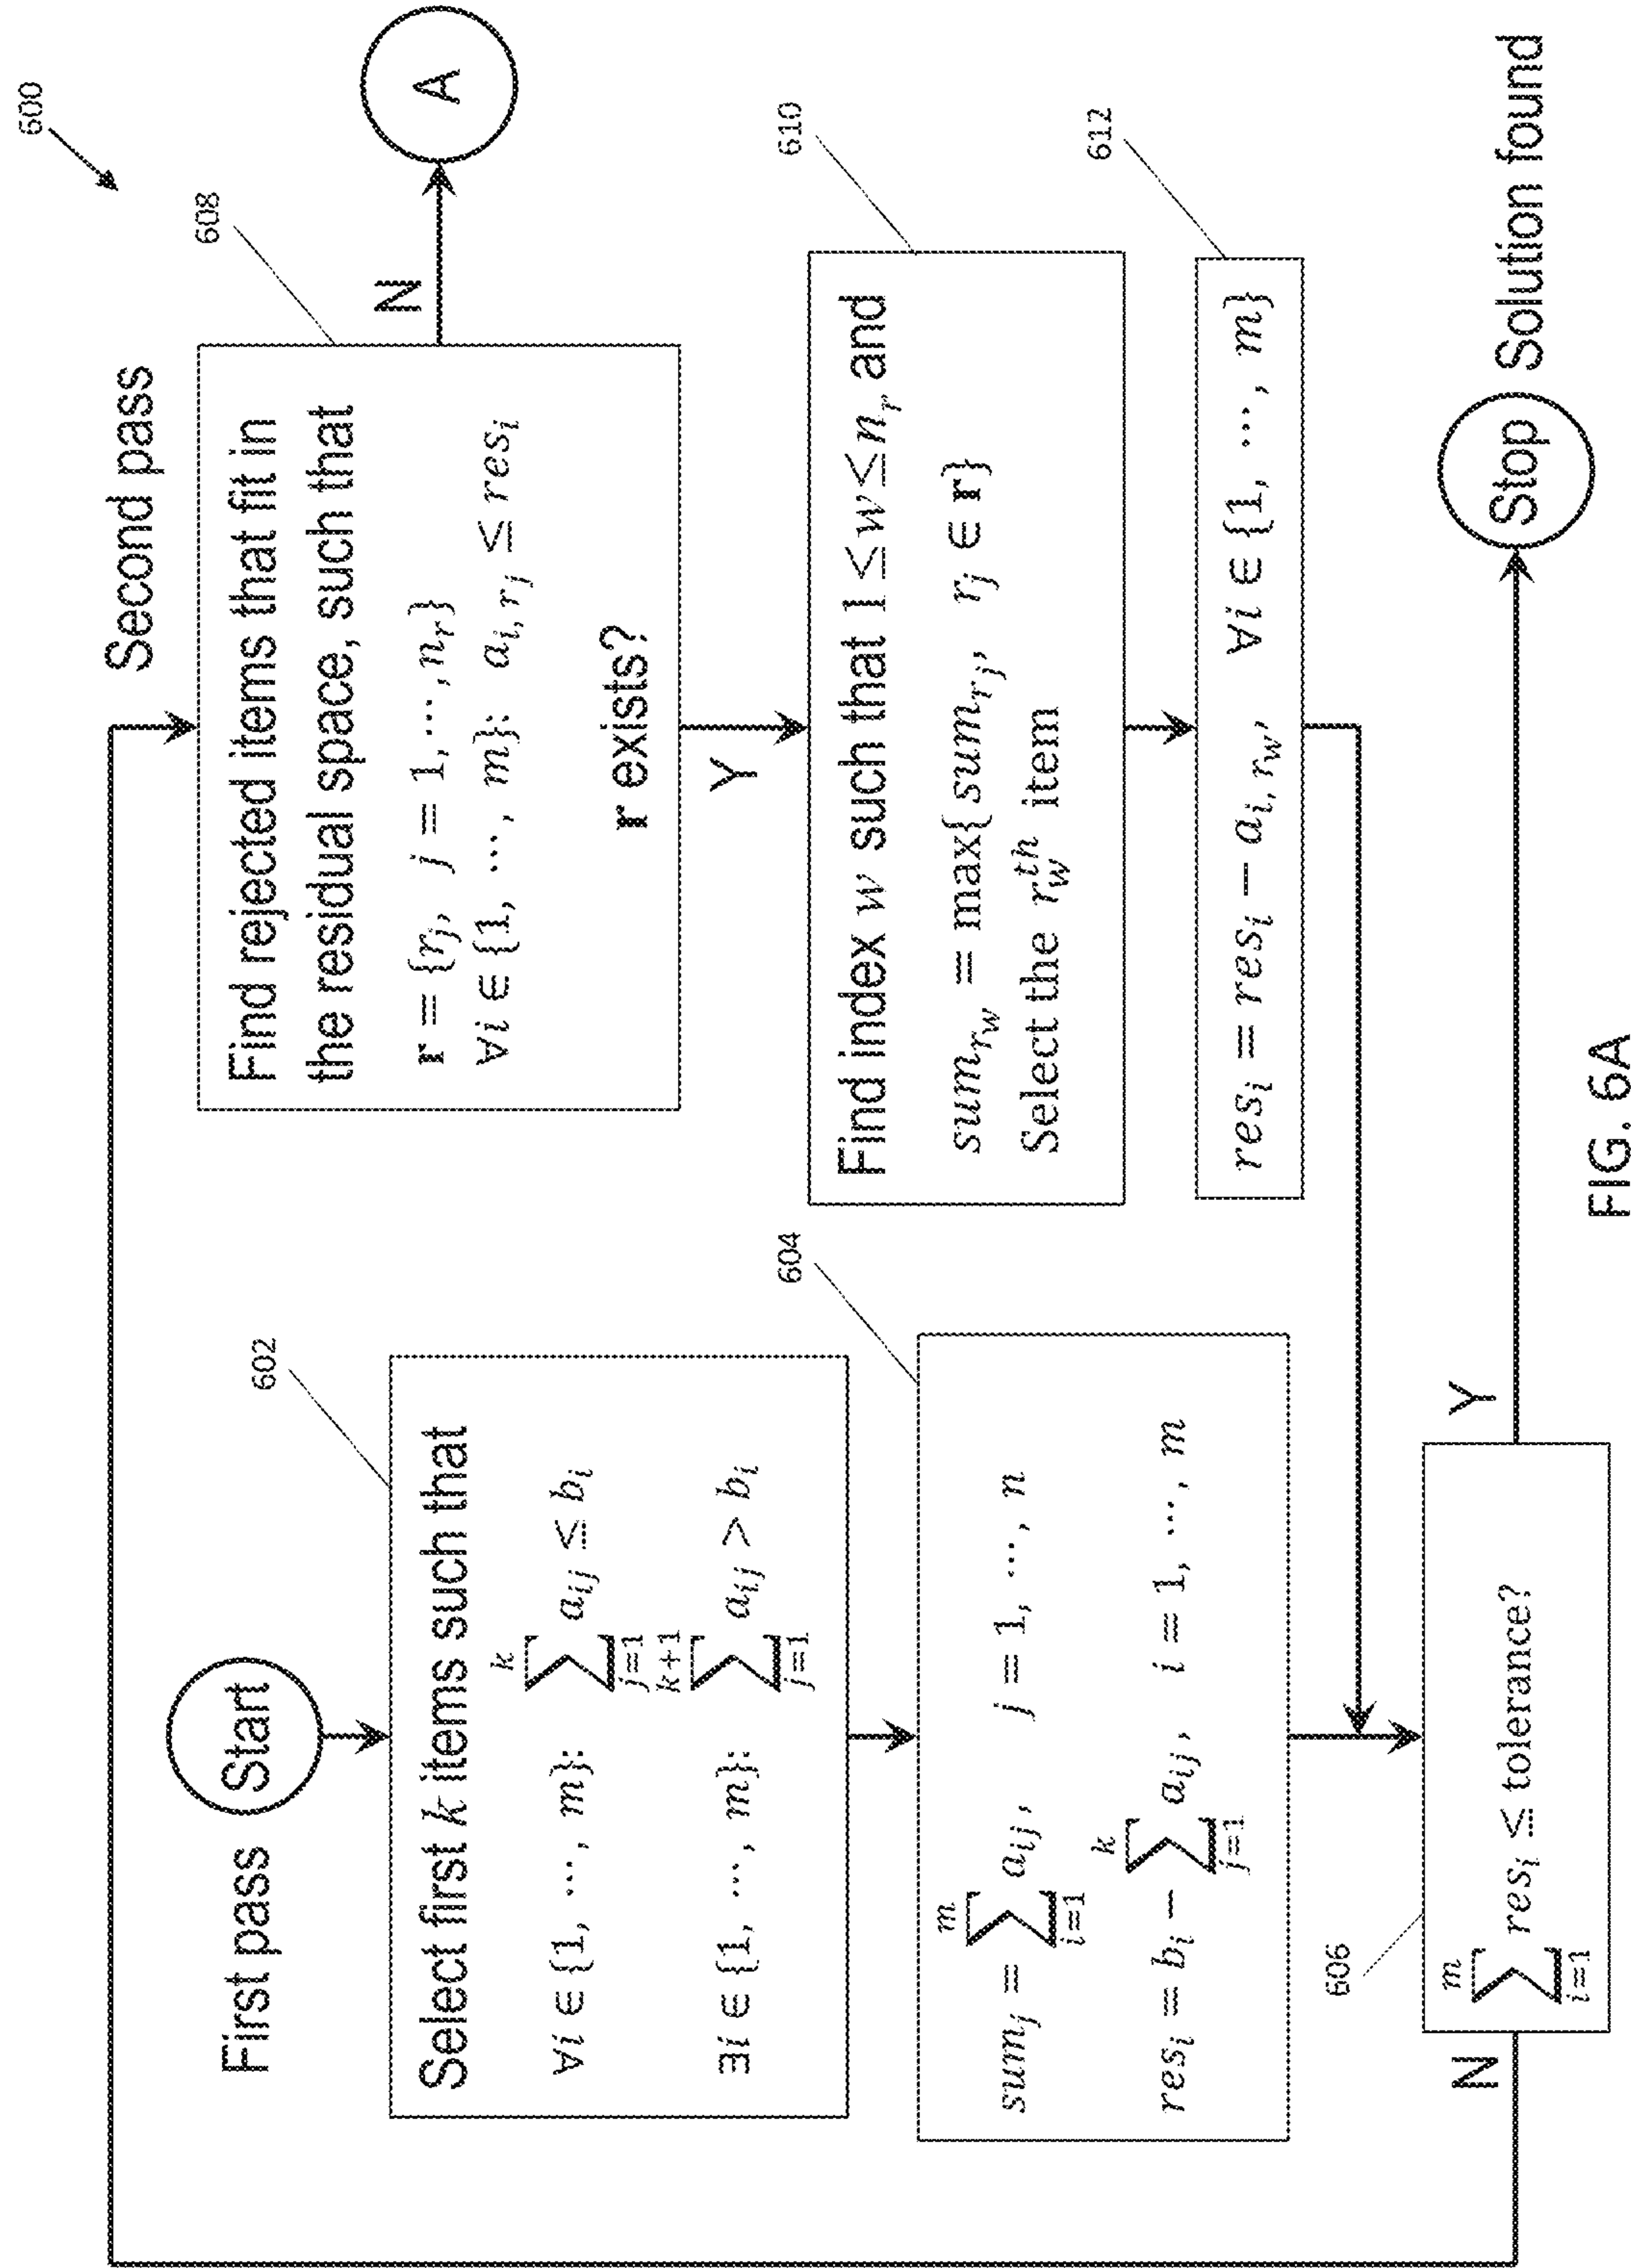 600
First pass
Start
602
Select first k items such that
∀i ∈ {1, ⋯, m}: ∑_{j=1}^{k} a_{ij} ≤ b_i
∃i ∈ {1, ⋯, m}: ∑_{j=1}^{k+1} a_{ij} > b_i
604
sum_j = ∑_{i=1}^{m} a_{ij}, j = 1, ⋯, n
res_i = b_i − ∑_{j=1}^{k} a_{ij}, i = 1, ⋯, m
606
∑_{i=1}^{m} res_i ≤ tolerance?
N
Y
Stop
Solution found
Second pass
608
Find rejected items that fit in
the residual space, such that
r = {r_j, j = 1,⋯,n_r}
∀i ∈ {1, ⋯, m}: a_{i, r_j} ≤ res_i
r exists?
N
A
Y
610
Find index w such that 1 ≤ w ≤ n_r and
sum_{r_w} = max{sum_{r_j}, r_j ∈ r}
Select the r_w^{th} item
612
res_i = res_i − a_{i, r_w}, ∀i ∈ {1, ⋯, m}
FIG. 6A